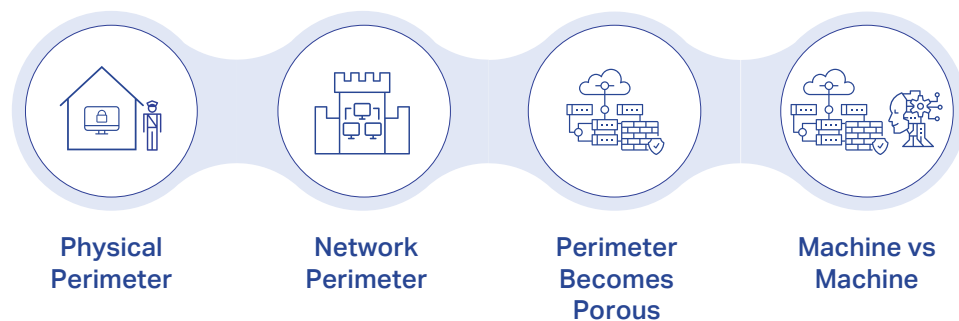 Physical
Perimeter
Network
Perimeter
Perimeter
Becomes
Porous
Machine vs
Machine